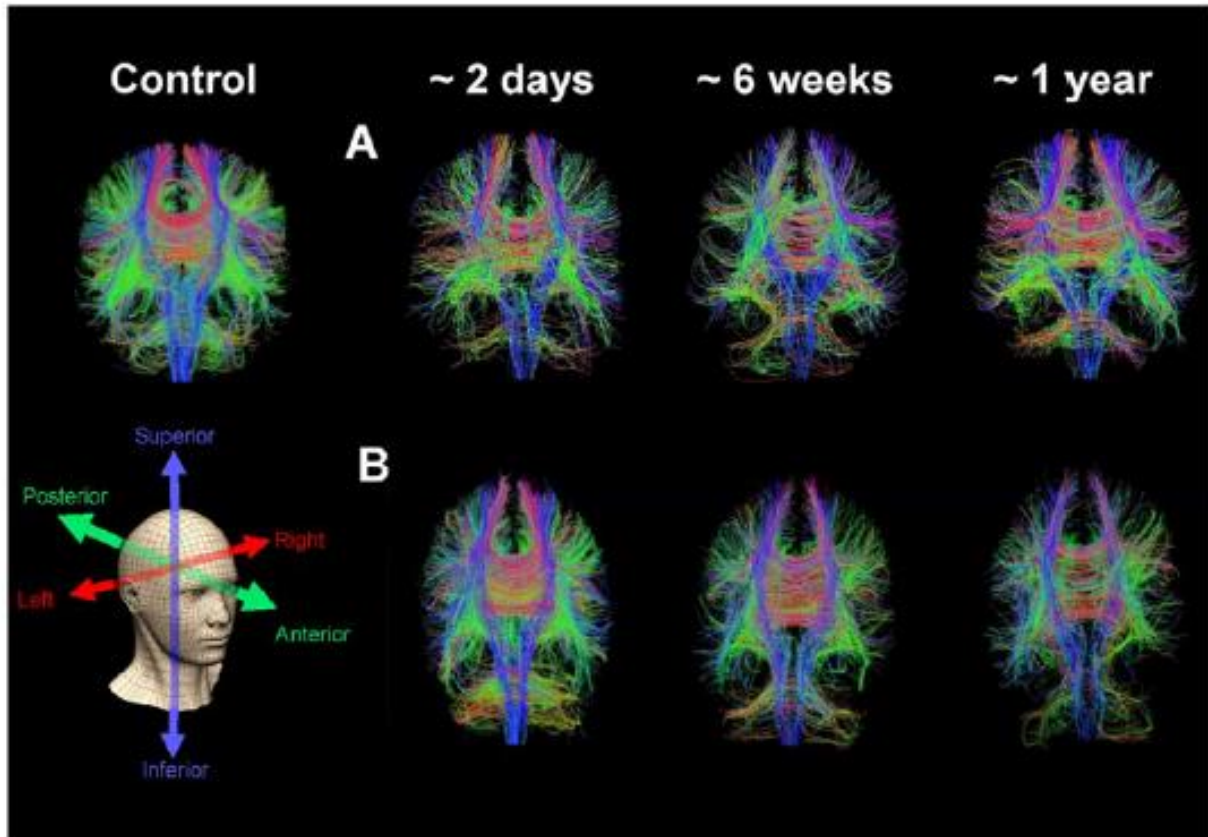 Control
~ 2 days
~ 6 weeks
~ 1 year
A
Superior
Posterior
Right
Left
Anterior
Inferior
B